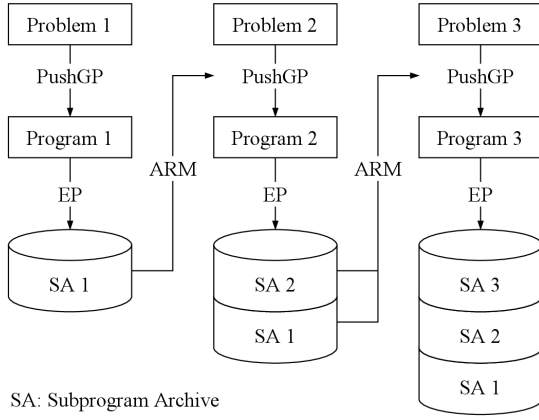 Problem 1
Problem 2
Problem 3
PushGP
PushGP
PushGP
Program 1
Program 2
Program 3
ARM
ARM
EP
EP
EP
SA 1
SA 2
SA 3
SA 1
SA 2
SA 1
SA: Subprogram Archive